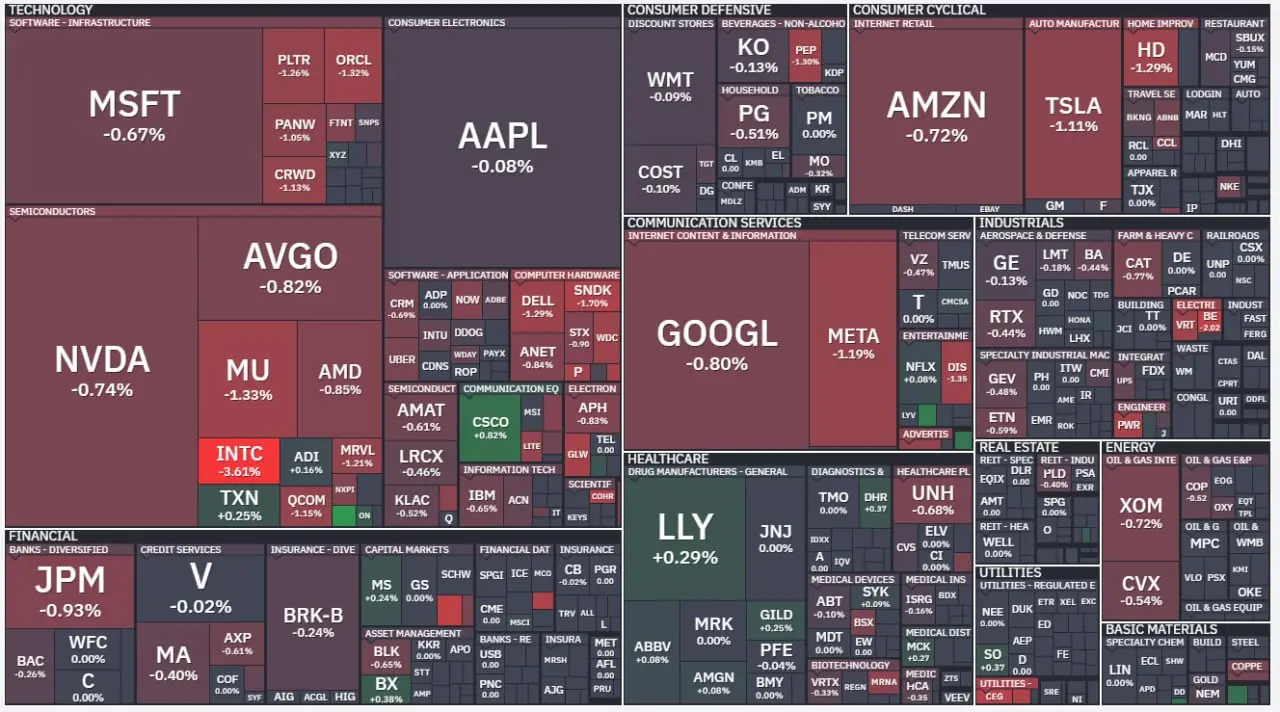 TECHNOLOGY
SOFTWARE - INFRASTRUCTURE
MSFT
-0.67%
PLTR
-1.26%
ORCL
-1.32%
PANW
-1.05%
FTNT
SNPS
XYZ
CRWD
-1.13%
CONSUMER ELECTRONICS
AAPL
-0.08%
SEMICONDUCTORS
NVDA
-0.74%
AVGO
-0.82%
MU
-1.33%
AMD
-0.85%
INTC
-3.61%
ADI
+0.16%
MRVL
-1.21%
TXN
+0.25%
QCOM
-1.15%
NXPI
ON
SOFTWARE - APPLICATION
CRM
-0.69%
ADP
0.00%
NOW
ADBE
INTU
DDOG
UBER
CDNS
WDAY
PAYX
ROP
COMPUTER HARDWARE
DELL
-1.29%
SNDK
-1.70%
ANET
-0.84%
STX
-0.90
WDC
P
SEMICONDUCT
AMAT
-0.61%
LRCX
-0.46%
KLAC
-0.52%
Q
COMMUNICATION EQ
CSCO
+0.82%
MSI
LITE
ELECTRON
APH
-0.83%
GLW
TEL
0.00
INFORMATION TECH
IBM
-0.65%
ACN
IT
SCIENTIF
COHR
KEYS
FINANCIAL
BANKS - DIVERSIFIED
JPM
-0.93%
BAC
-0.26%
WFC
0.00%
C
0.00%
CREDIT SERVICES
V
-0.02%
MA
-0.40%
AXP
-0.61%
COF
0.00%
SYF
INSURANCE - DIVE
BRK-B
-0.24%
AIG
ACGL
HIG
CAPITAL MARKETS
MS
+0.24%
GS
0.00%
SCHW
ASSET MANAGEMENT
BLK
-0.65%
BX
+0.38%
KKR
0.00%
APO
STT
AMP
FINANCIAL DAT
SPGI
ICE
MCO
CME
0.00
MSCI
BANKS - RE
USB
0.00
PNC
0.00
INSURANCE
CB
-0.02%
PGR
0.00%
TRV
ALL
L
INSURA
MRSH
AJG
MET
0.00%
AFL
0.00%
PRU
CONSUMER DEFENSIVE
DISCOUNT STORES
WMT
-0.09%
COST
-0.10%
TGT
DG
BEVERAGES - NON-ALCOHO
KO
-0.13%
PEP
-1.30%
KDP
HOUSEHOLD
PG
-0.51%
CL
0.00
KMB
EL
TOBACCO
PM
0.00%
MO
-0.32%
CONFE
MDLZ
ADM
KR
SYY
CONSUMER CYCLICAL
INTERNET RETAIL
AMZN
-0.72%
DASH
EBAY
AUTO MANUFACTUR
TSLA
-1.11%
GM
F
HOME IMPROV
HD
-1.29%
RESTAURANT
MCD
SBUX
-0.15%
YUM
CMG
TRAVEL SE
BKNG
ABNB
RCL
0.00
CCL
LODGIN
MAR
HLT
AUTO
DHI
APPAREL R
TJX
0.00%
NKE
IP
COMMUNICATION SERVICES
INTERNET CONTENT & INFORMATION
GOOGL
-0.80%
META
-1.19%
TELECOM SERV
VZ
-0.47%
TMUS
T
0.00%
CMCSA
ENTERTAINME
NFLX
+0.08%
DIS
-1.35
LYV
ADVERTIS
INDUSTRIALS
AEROSPACE & DEFENSE
GE
-0.13%
LMT
-0.18%
BA
-0.44%
RTX
-0.44%
GD
0.00
NOC
TDG
HWM
HONA
LHX
FARM & HEAVY C
CAT
-0.77%
DE
0.00%
PCAR
RAILROADS
UNP
0.00
CSX
0.00%
NSC
BUILDING
JCI
TT
0.00%
ELECTRI
VRT
BE
-2.02
INDUST
FAST
FERG
SPECIALTY INDUSTRIAL MAC
GEV
-0.48%
ETN
-0.59%
PH
0.00
ITW
0.00
CMI
AME
IR
EMR
ROK
INTEGRAT
UPS
FDX
WASTE
WM
CTAS
DAL
CPRT
ENGINEER
PWR
J
CONGL
URI
0.00
ODFL
HEALTHCARE
DRUG MANUFACTURERS - GENERAL
LLY
+0.29%
JNJ
0.00%
ABBV
+0.08%
MRK
0.00%
AMGN
+0.08%
GILD
+0.25%
PFE
-0.04%
BMY
0.00%
DIAGNOSTICS &
TMO
0.00%
DHR
+0.37
IDXX
A
0.00
IQV
HEALTHCARE PL
UNH
-0.68%
CVS
ELV
0.00%
CI
0.00%
MEDICAL DEVICES
ABT
-0.10%
SYK
+0.09%
BSX
MDT
0.00%
EW
0.00
MEDICAL INS
ISRG
-0.16%
BDX
MEDICAL DIST
MCK
+0.27
BIOTECHNOLOGY
VRTX
-0.33%
REGN
MRNA
MEDIC
HCA
-0.35
ZTS
VEEV
REAL ESTATE
REIT - SPEC
EQIX
DLR
0.00
AMT
0.00
REIT - INDU
PLD
-0.40%
PSA
EXR
SPG
0.00
O
REIT - HEA
WELL
0.00%
UTILITIES
UTILITIES - REGULATED E
NEE
0.00
DUK
ETR
XEL
EXC
AEP
ED
SO
+0.37
D
0.00
FE
UTILITIES -
CEG
SRE
NI
ENERGY
OIL & GAS INTE
XOM
-0.72%
CVX
-0.54%
OIL & GAS E&P
COP
-0.52
EOG
OXY
EQT
TPL
OIL & G
MPC
VLO
PSX
OIL &
WMB
KMI
OKE
OIL & GAS EQUIP
BASIC MATERIALS
SPECIALTY CHEM
LIN
0.00%
ECL
SHW
APD
DD
BUILD
STEEL
COPPE
GOLD
NEM